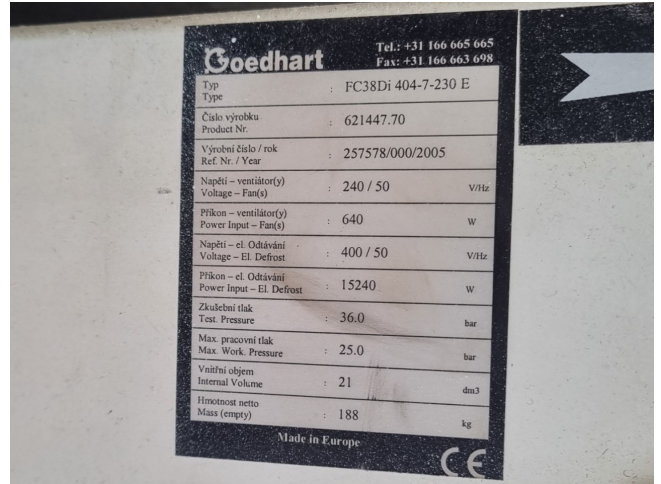 Goedhart
Tel.: +31 166 665 665
Fax: +31 166 663 698
Typ
Type : FC38Di 404-7-230 E
Číslo výrobku
Product Nr. : 621447.70
Výrobní číslo / rok
Ref. Nr. / Year : 257578/000/2005
Napětí – ventiátor(y)
Voltage – Fan(s) : 240 / 50 V/Hz
Příkon – ventilátor(y)
Power Input – Fan(s) : 640 W
Napětí – el. Odtávání
Voltage – El. Defrost : 400 / 50 V/Hz
Příkon – el. Odtávání
Power Input – El. Defrost : 15240 W
Zkušební tlak
Test. Pressure : 36.0 bar
Max. pracovní tlak
Max. Work. Pressure : 25.0 bar
Vnitřní objem
Internal Volume : 21 dm3
Hmotnost netto
Mass (empty) : 188 kg
Made in Europe
CE